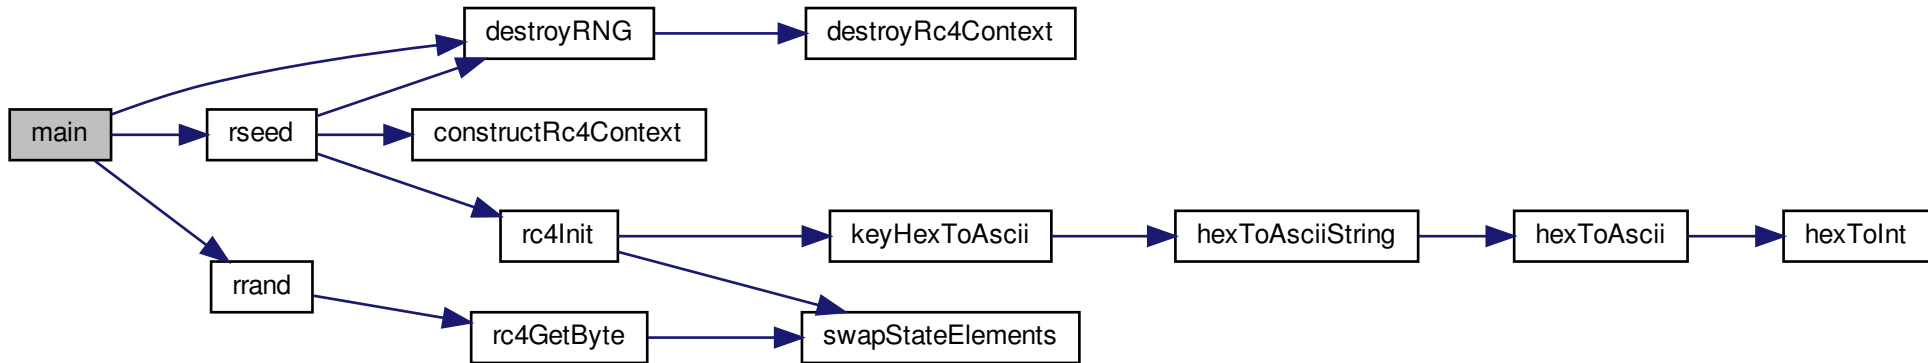 destroyRNG
destroyRc4Context
main
rseed
constructRc4Context
rc4Init
keyHexToAscii
hexToAsciiString
hexToAscii
hexToInt
rrand
rc4GetByte
swapStateElements